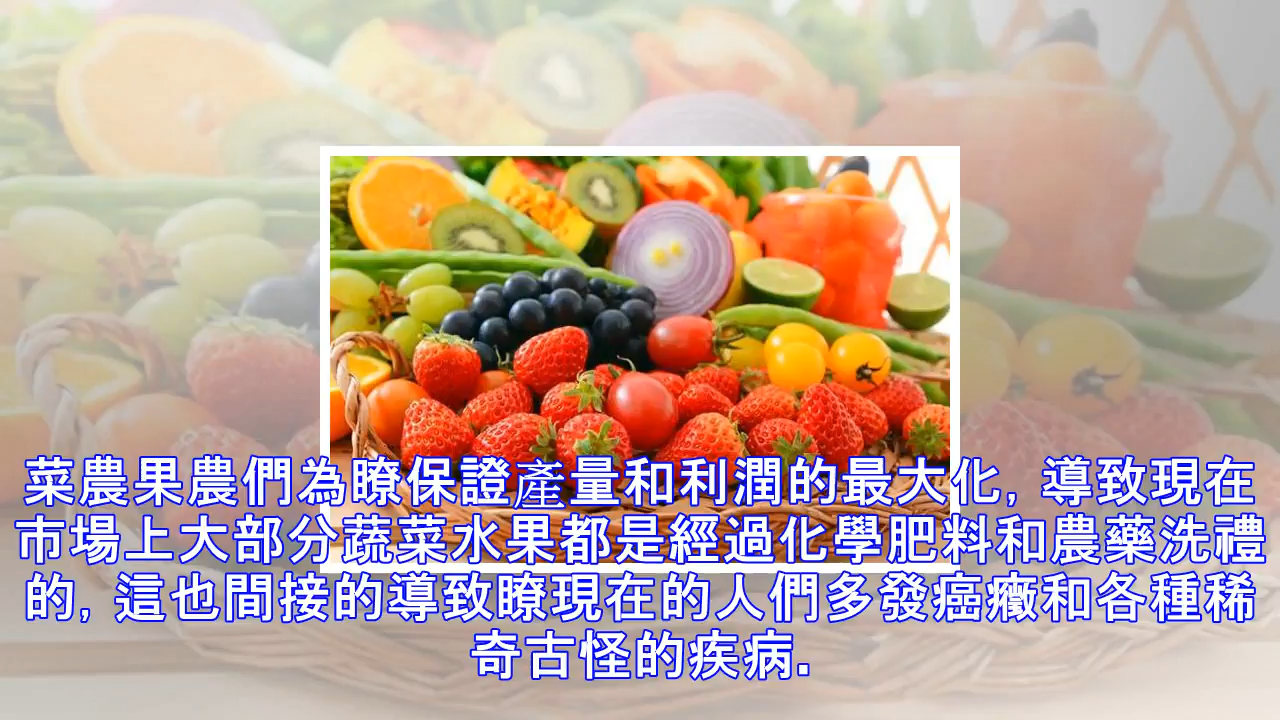 菜農果農們為瞭保證產量和利潤的最大化, 導致現在
市場上大部分蔬菜水果都是經過化學肥料和農藥洗禮
的, 這也間接的導致瞭現在的人們多發癌癥和各種稀
奇古怪的疾病.